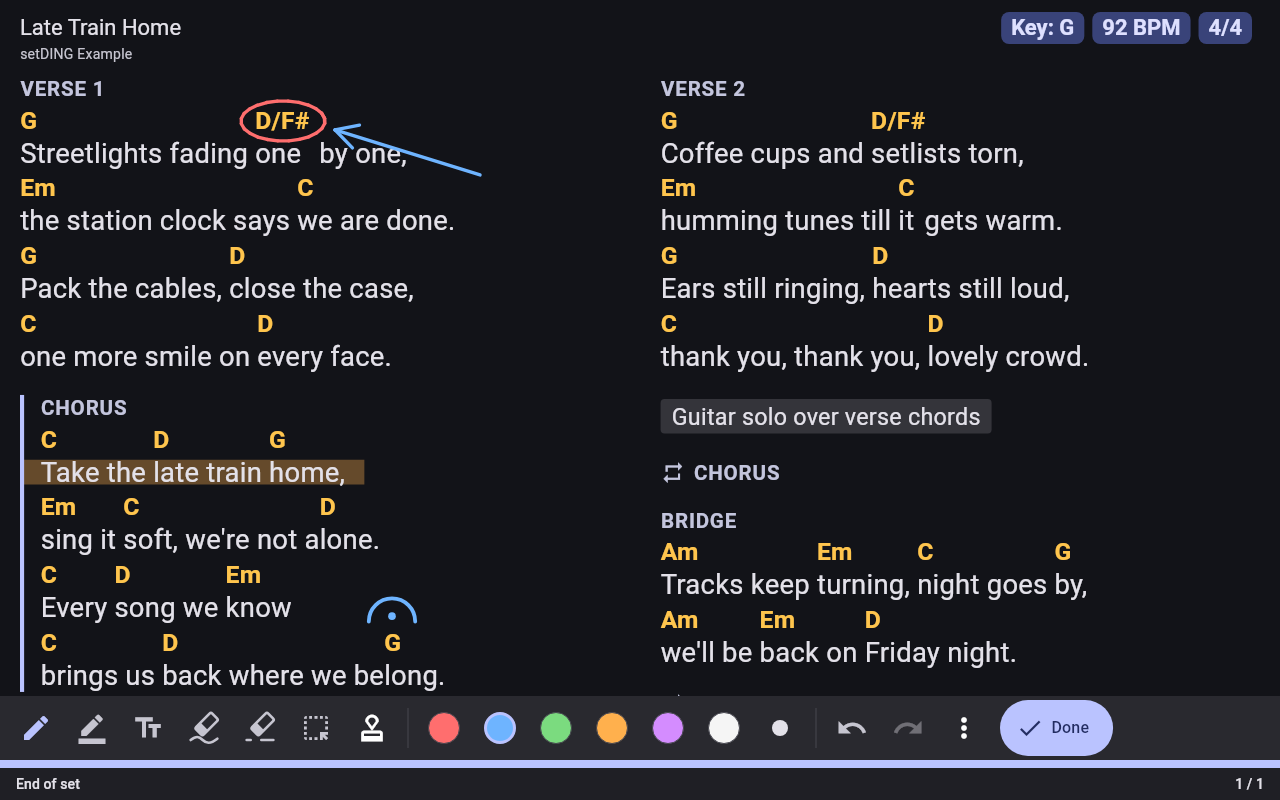 Late Train Home
setDING Example
Key: G 92 BPM 4/4
VERSE 1
G D/F#
Streetlights fading one by one,
Em C
the station clock says we are done.
G D
Pack the cables, close the case,
C D
one more smile on every face.
CHORUS
C D G
Take the late train home,
Em C D
sing it soft, we're not alone.
C D Em
Every song we know
C D G
brings us back where we belong.
VERSE 2
G D/F#
Coffee cups and setlists torn,
Em C
humming tunes till it gets warm.
G D
Ears still ringing, hearts still loud,
C D
thank you, thank you, lovely crowd.
Guitar solo over verse chords
CHORUS
BRIDGE
Am Em C G
Tracks keep turning, night goes by,
Am Em D
we'll be back on Friday night.
Tт
Done
End of set
1 / 1